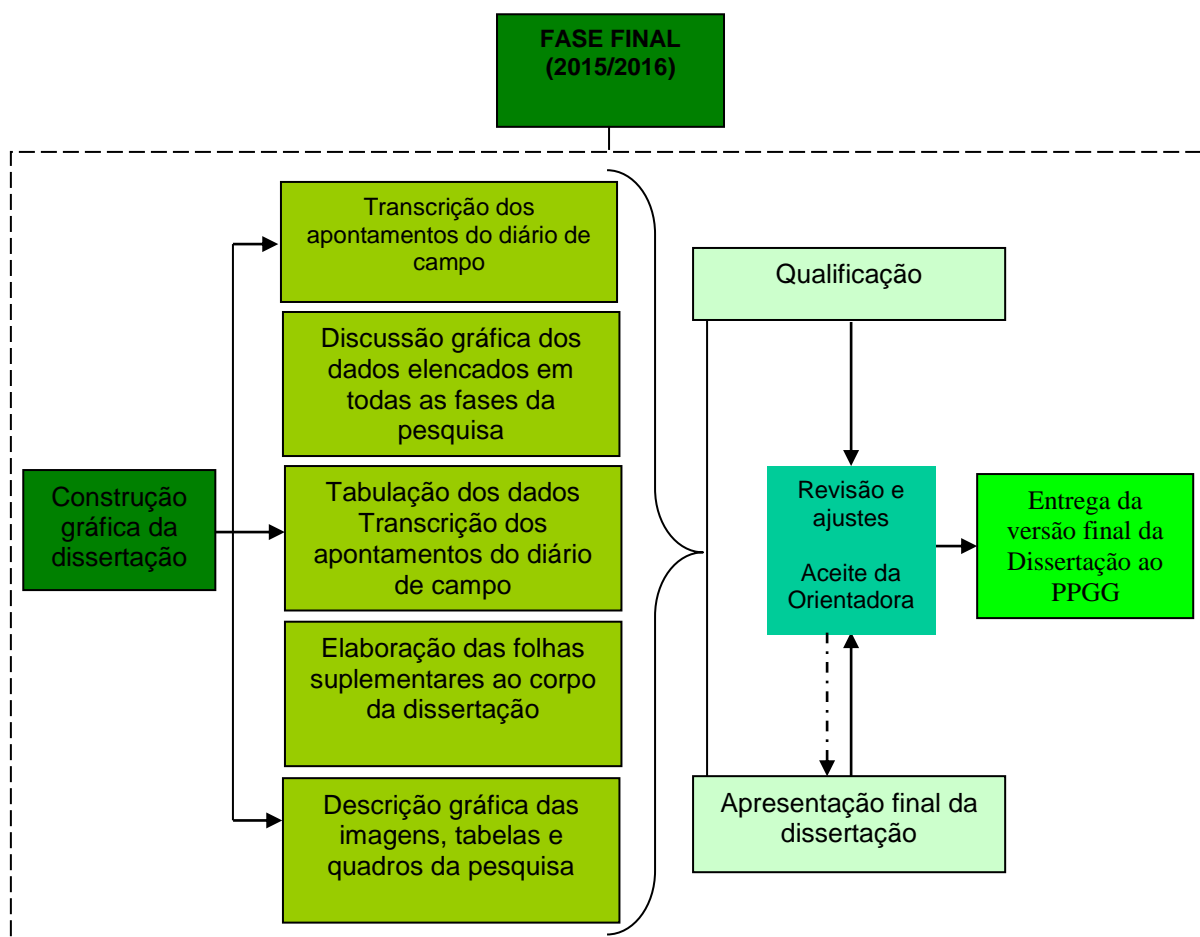 FASE FINAL
(2015/2016)
Transcrição dos
apontamentos do diário de
campo
Discussão gráfica dos
dados elencados em
todas as fases da
pesquisa
Construção
gráfica da
dissertação
Tabulação dos dados
Transcrição dos
apontamentos do diário
de campo
Elaboração das folhas
suplementares ao corpo
da dissertação
Descrição gráfica das
imagens, tabelas e
quadros da pesquisa
Qualificação
Revisão e
ajustes
Aceite da
Orientadora
Entrega da
versão final da
Dissertação ao
PPGG
Apresentação final da
dissertação